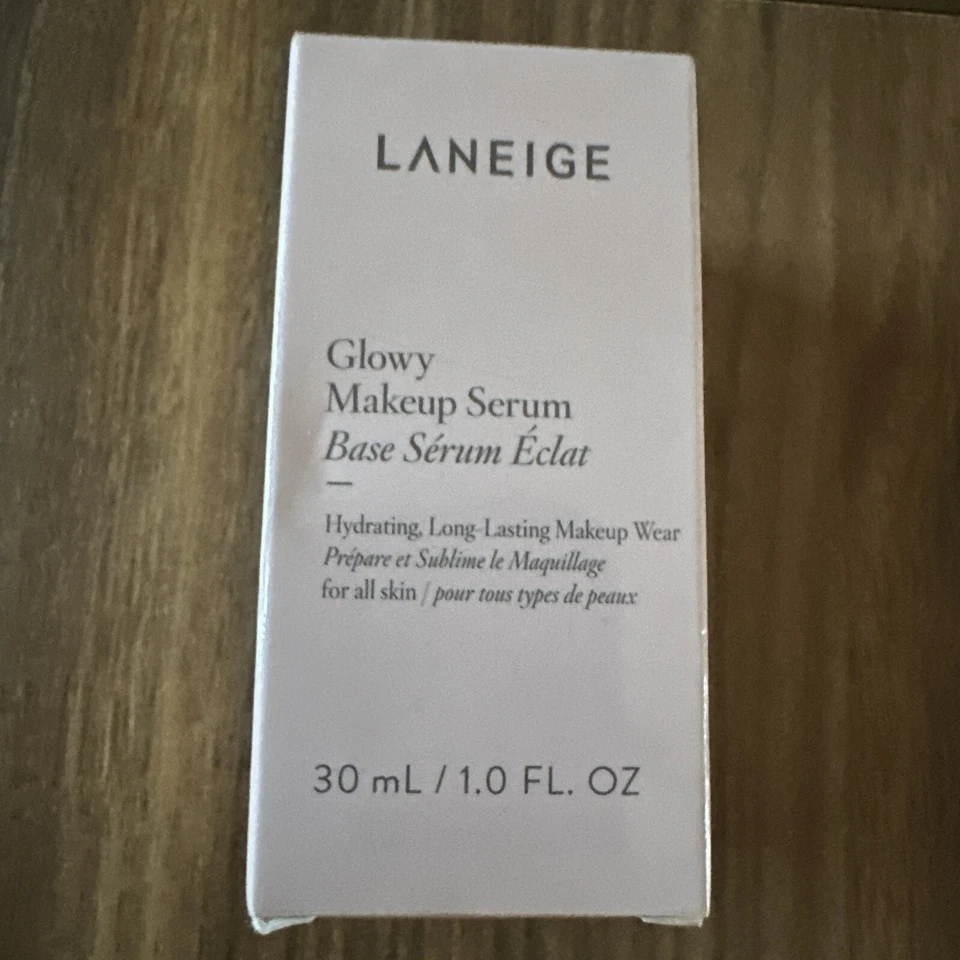 LANEIGE
Glowy
Makeup Serum
Base Sérum Éclat
Hydrating, Long-Lasting Makeup Wear
Prépare et Sublime le Maquillage
for all skin / pour tous types de peaux
30 mL / 1.0 FL. OZ